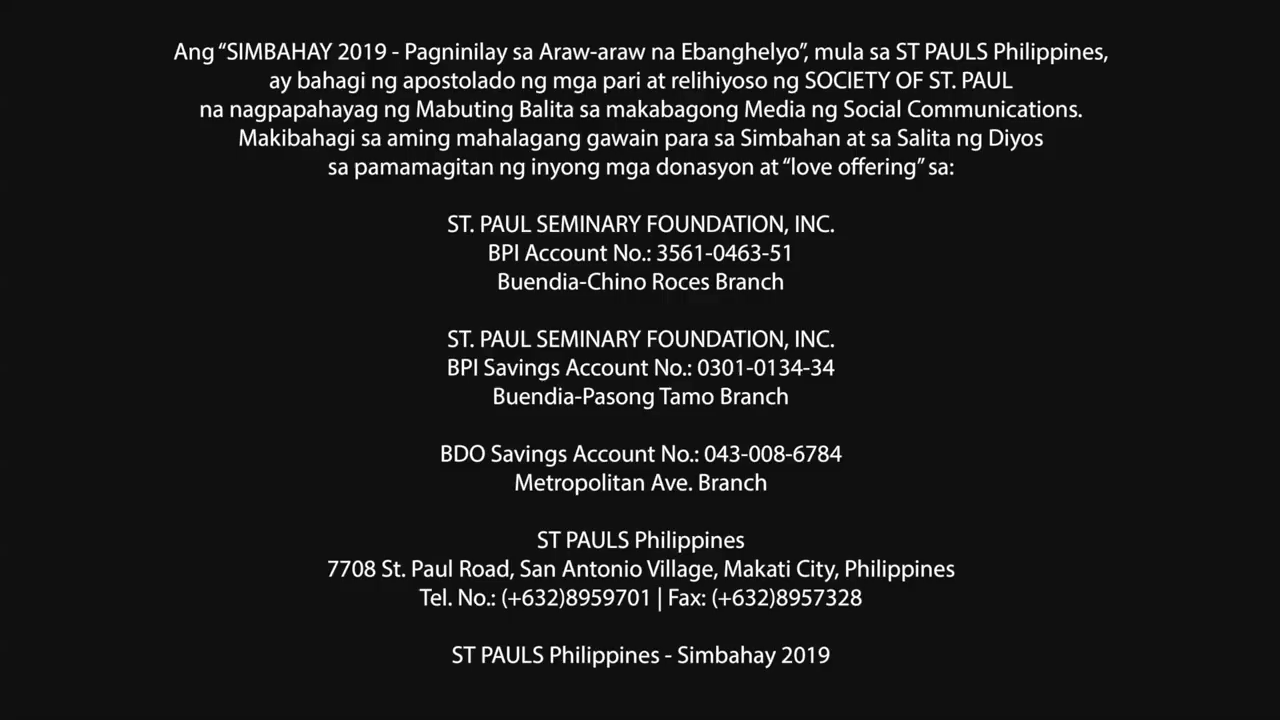 Ang “SIMBAHAY 2019 - Pagninilay sa Araw-araw na Ebanghelyo”, mula sa ST PAULS Philippines,
ay bahagi ng apostolado ng mga pari at relihiyoso ng SOCIETY OF ST. PAUL
na nagpapahayag ng Mabuting Balita sa makabagong Media ng Social Communications.
Makibahagi sa aming mahalagang gawain para sa Simbahan at sa Salita ng Diyos
sa pamamagitan ng inyong mga donasyon at “love offering” sa:
ST. PAUL SEMINARY FOUNDATION, INC.
BPI Account No.: 3561-0463-51
Buendia-Chino Roces Branch
ST. PAUL SEMINARY FOUNDATION, INC.
BPI Savings Account No.: 0301-0134-34
Buendia-Pasong Tamo Branch
BDO Savings Account No.: 043-008-6784
Metropolitan Ave. Branch
ST PAULS Philippines
7708 St. Paul Road, San Antonio Village, Makati City, Philippines
Tel. No.: (+632)8959701 | Fax: (+632)8957328
ST PAULS Philippines - Simbahay 2019